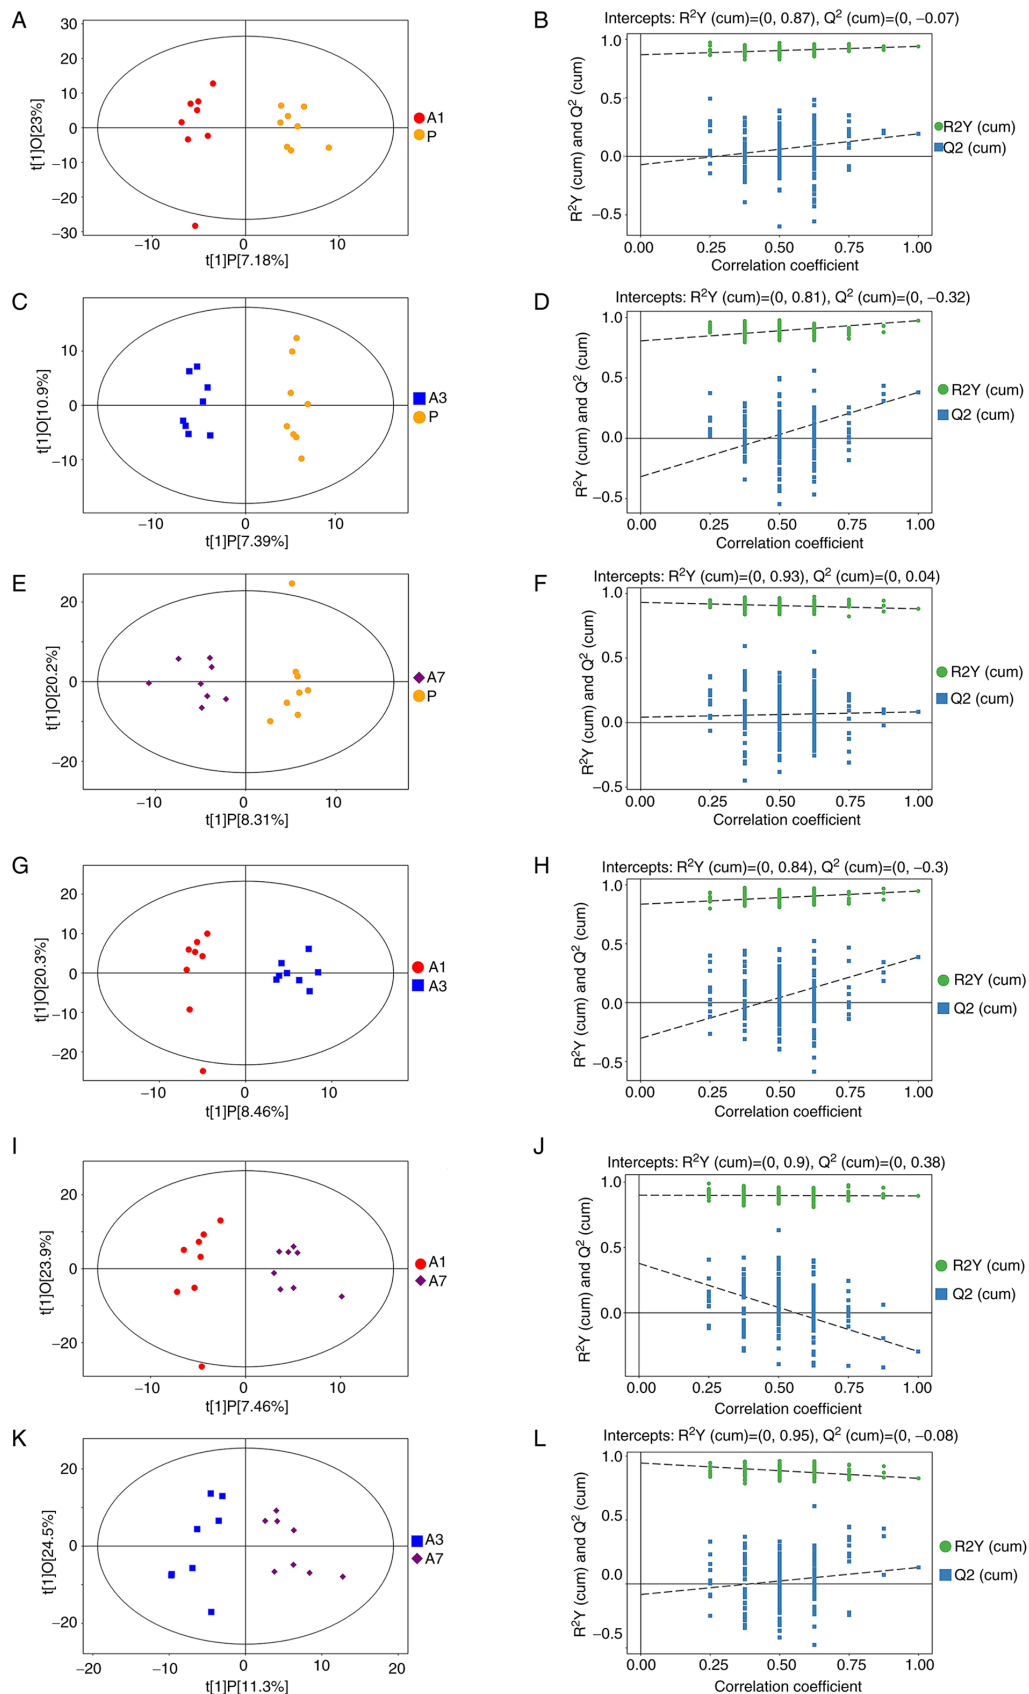 A
30
20
10
0
−10
−20
−30
−10
0
10
t[1]O[23%]
t[1]P[7.18%]
A1
P
B
Intercepts: R²Y (cum)=(0, 0.87), Q² (cum)=(0, −0.07)
1.0
0.5
0.0
−0.5
0.00 0.25 0.50 0.75 1.00
R²Y (cum) and Q² (cum)
Correlation coefficient
R2Y (cum)
Q2 (cum)
C
10
0
−10
−10
0
10
t[1]O[10.9%]
t[1]P[7.39%]
A3
P
D
Intercepts: R²Y (cum)=(0, 0.81), Q² (cum)=(0, −0.32)
1.0
0.5
0.0
−0.5
0.00 0.25 0.50 0.75 1.00
R²Y (cum) and Q² (cum)
Correlation coefficient
R2Y (cum)
Q2 (cum)
E
20
0
−20
−10
0
10
t[1]O[20.2%]
t[1]P[8.31%]
A7
P
F
Intercepts: R²Y (cum)=(0, 0.93), Q² (cum)=(0, 0.04)
1.0
0.5
0.0
−0.5
0.00 0.25 0.50 0.75 1.00
R²Y (cum) and Q² (cum)
Correlation coefficient
R2Y (cum)
Q2 (cum)
G
20
10
0
−10
−20
−10
0
10
t[1]O[20.3%]
t[1]P[8.46%]
A1
A3
H
Intercepts: R²Y (cum)=(0, 0.84), Q² (cum)=(0, −0.3)
1.0
0.5
0.0
−0.5
0.00 0.25 0.50 0.75 1.00
R²Y (cum) and Q² (cum)
Correlation coefficient
R2Y (cum)
Q2 (cum)
I
20
0
−20
−10
0
10
t[1]O[23.9%]
t[1]P[7.46%]
A1
A7
J
Intercepts: R²Y (cum)=(0, 0.9), Q² (cum)=(0, 0.38)
1.0
0.5
0.0
0.00 0.25 0.50 0.75 1.00
R²Y (cum) and Q² (cum)
Correlation coefficient
R2Y (cum)
Q2 (cum)
K
20
0
−20
−20
−10
0
10
20
t[1]O[24.5%]
t[1]P[11.3%]
A3
A7
L
Intercepts: R²Y (cum)=(0, 0.95), Q² (cum)=(0, −0.08)
1.0
0.5
0.0
−0.5
0.00 0.25 0.50 0.75 1.00
R²Y (cum) and Q² (cum)
Correlation coefficient
R2Y (cum)
Q2 (cum)